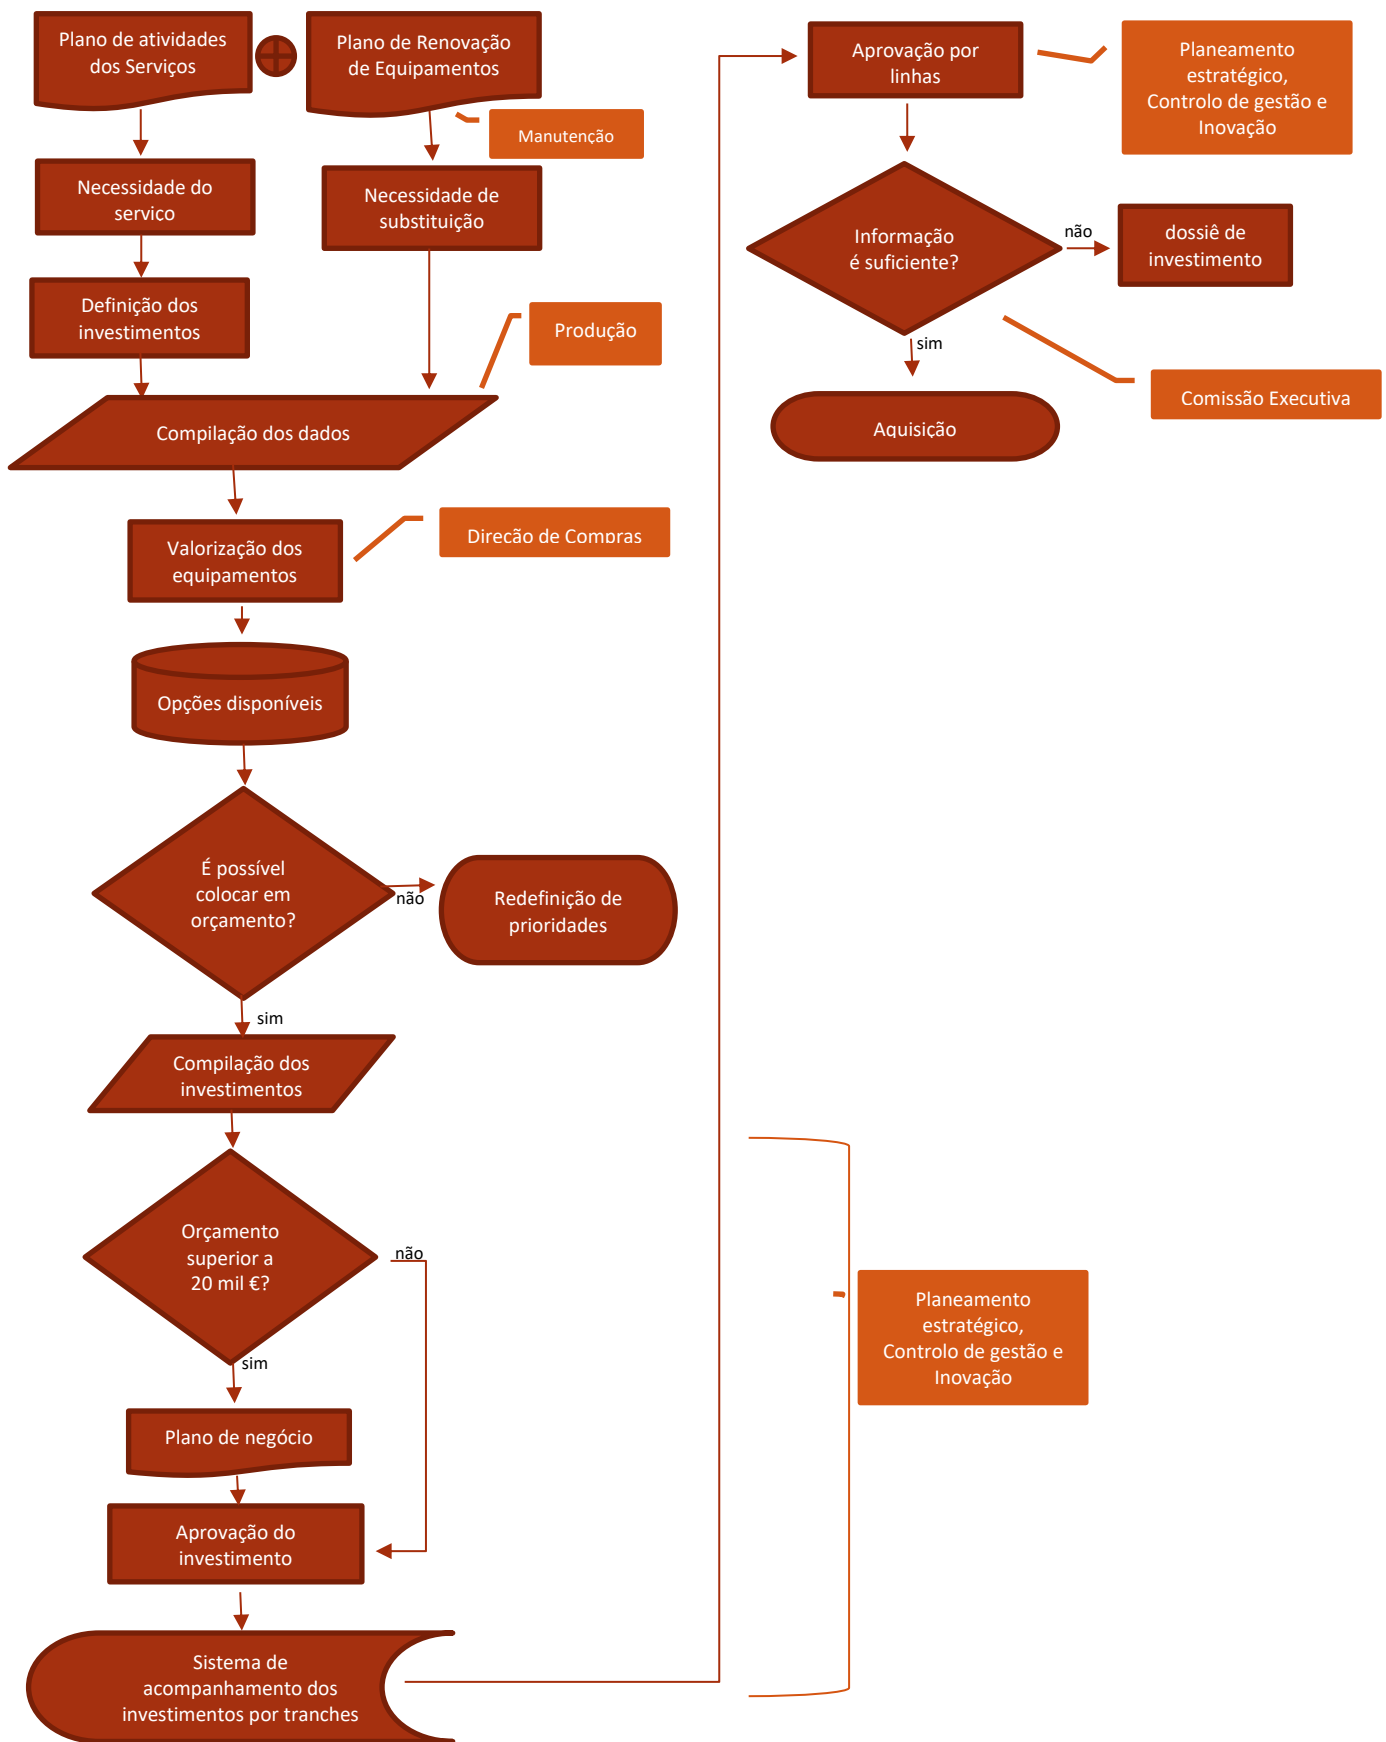 Plano de atividades
dos Serviços
Plano de Renovação
de Equipamentos
Manutenção
Necessidade do
servico
Necessidade de
substituição
Definição dos
investimentos
Produção
Compilação dos dados
Valorização dos
equipamentos
Direcão de Compras
Opções disponíveis
É possível
colocar em
orçamento?
não
Redefinição de
prioridades
sim
Compilação dos
investimentos
Orçamento
superior a
20 mil €?
não
sim
Plano de negócio
Aprovação do
investimento
Sistema de
acompanhamento dos
investimentos por tranches
Aprovação por
linhas
Planeamento
estratégico,
Controlo de gestão e
Inovação
Informação
é suficiente?
não
dossiê de
investimento
sim
Comissão Executiva
Aquisição
Planeamento
estratégico,
Controlo de gestão e
Inovação